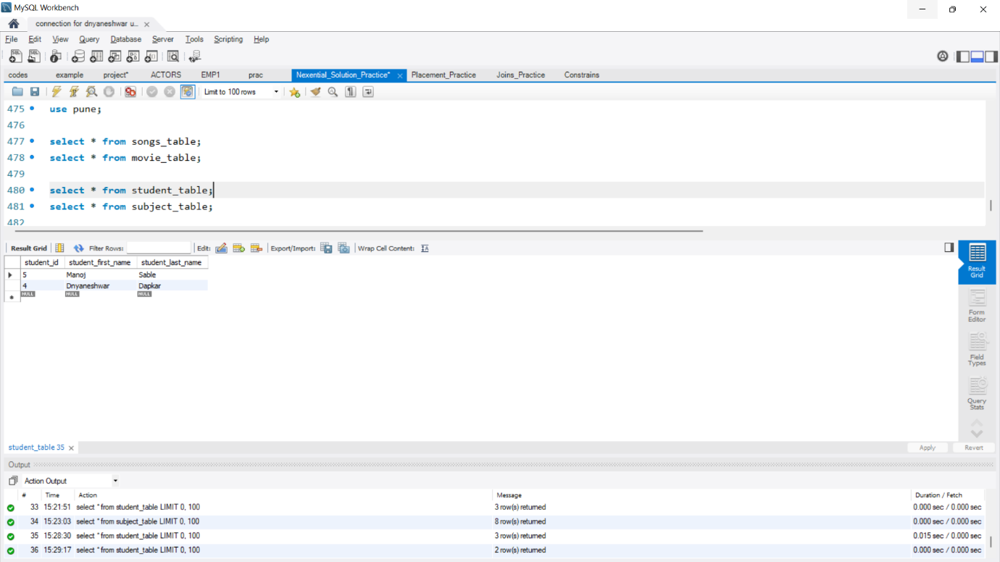 MySQL Workbench
connection for dnyaneshwar u...
File Edit View Query Database Server Tools Scripting Help
codes example project* ACTORS EMP1 prac Nexential_Solution_Practice* Placement_Practice Joins_Practice Constrains
Limit to 100 rows
475 use pune;
476
477 select * from songs_table;
478 select * from movie_table;
479
480 select * from student_table;
481 select * from subject_table;
482
Result Grid Filter Rows: Edit: Export/Import: Wrap Cell Content:
student_id student_first_name student_last_name
5 Manoj Sable
4 Dnyaneshwar Dapkar
NULL NULL NULL
Result Grid
Form Editor
Field Types
Query Stats
student_table 35 Apply Revert
Output
Action Output
# Time Action Message Duration / Fetch
33 15:21:51 select * from student_table LIMIT 0, 100 3 row(s) returned 0.000 sec / 0.000 sec
34 15:23:03 select * from subject_table LIMIT 0, 100 8 row(s) returned 0.000 sec / 0.000 sec
35 15:28:30 select * from student_table LIMIT 0, 100 3 row(s) returned 0.015 sec / 0.000 sec
36 15:29:17 select * from student_table LIMIT 0, 100 2 row(s) returned 0.000 sec / 0.000 sec